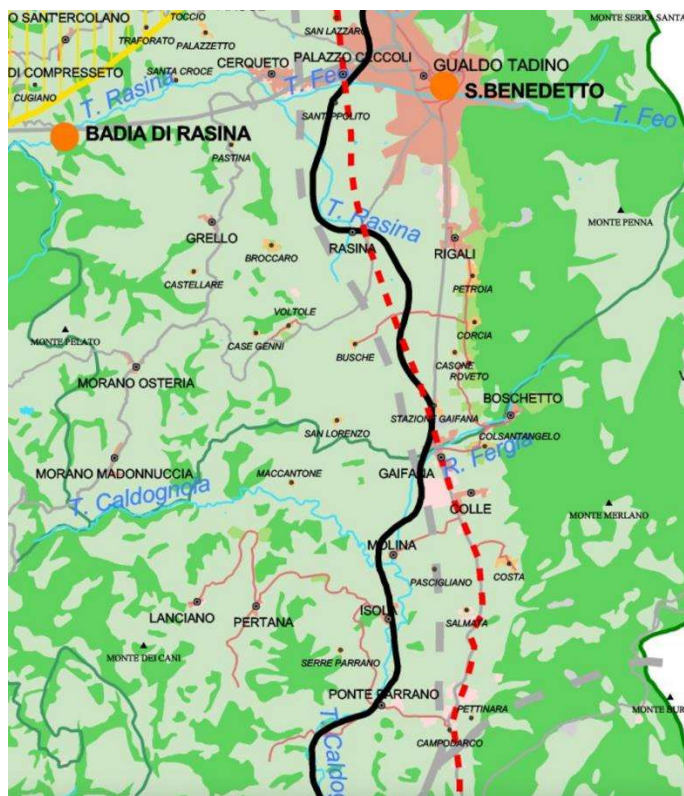 TOCCIO
O SANT'ERCOLANO
SAN LAZZARO
MONTE SERRA SANTA
TRAFORATO
PALAZZETTO
DI COMPRESSETO
SANTA CROCE
CERQUETO
PALAZZO CECCOLI
GUALDO TADINO
CUGIANO
T. Rasina
T. Feo
S.BENEDETTO
T. Feo
BADIA DI RASINA
SANT'IPPOLITO
PASTINA
T. Rasina
MONTE PENNA
GRELLO
RASINA
RIGALI
BROCCARO
CASTELLARE
PETROIA
VOLTOLE
CORCIA
MONTE PELATO
CASE GENNI
BUSCHE
CASONE
ROVETO
MORANO OSTERIA
BOSCHETTO
STAZIONE GAIFANA
SAN LORENZO
COLSANTANGELO
MORANO MADONNUCCIA
MACCANTONE
GAIFANA
R. Fergia
T. Caldognola
COLLE
MONTE MERLANO
MOLINA
PASCIGLIANO
COSTA
LANCIANO
PERTANA
ISOLA
SALMATA
MONTE DEI CANI
SERRE PARRANO
PONTE PARRANO
PETTINARA
MONTE BUR
T. Caldogno
CAMPODARCO